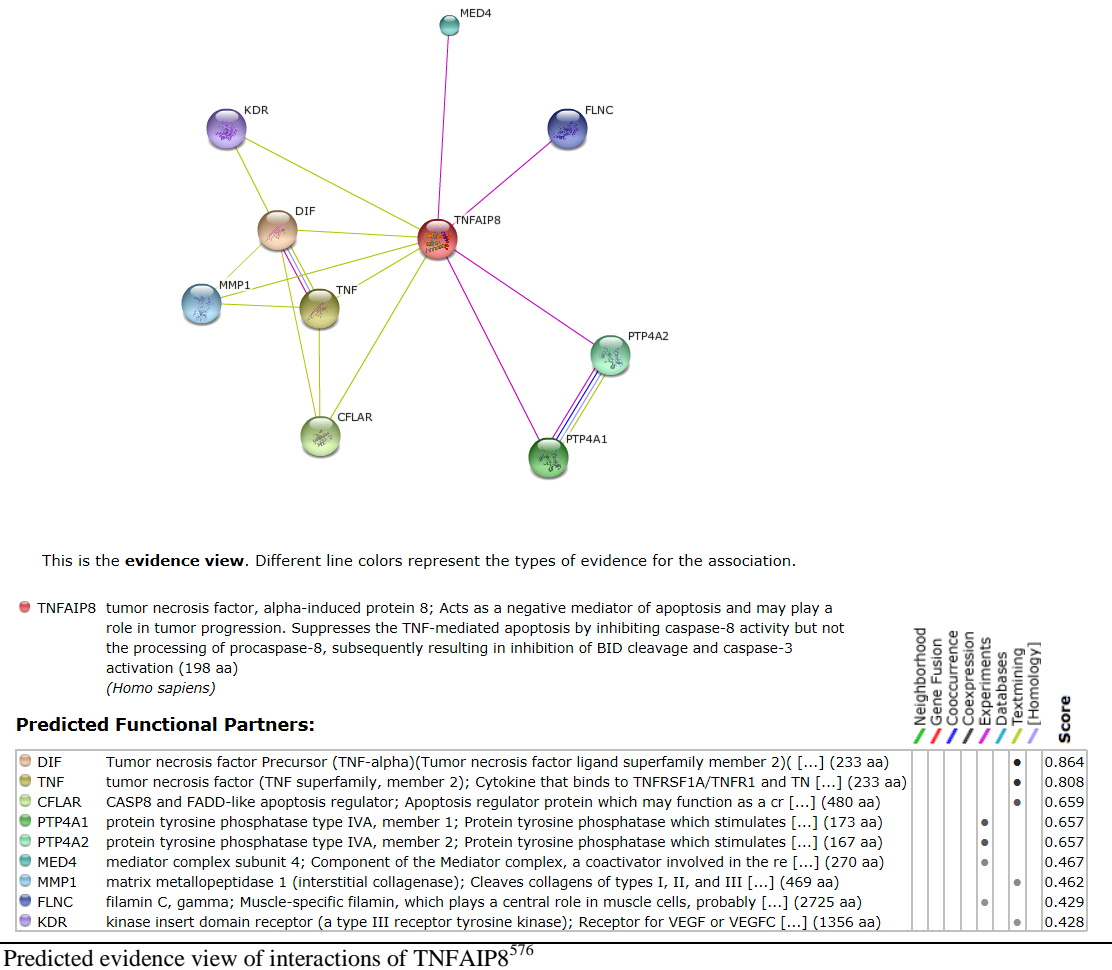 MED4
KDR
FLNC
DIF
TNFAIP8
MMP1
TNF
PTP4A2
CFLAR
PTP4A1
This is the evidence view. Different line colors represent the types of evidence for the association.
TNFAIP8 tumor necrosis factor, alpha-induced protein 8; Acts as a negative mediator of apoptosis and may play a
role in tumor progression. Suppresses the TNF-mediated apoptosis by inhibiting caspase-8 activity but not
the processing of procaspase-8, subsequently resulting in inhibition of BID cleavage and caspase-3
activation (198 aa)
(Homo sapiens)
Neighborhood
Gene Fusion
Cooccurrence
Coexpression
Experiments
Databases
Textmining
[Homology]
Score
Predicted Functional Partners:
DIF Tumor necrosis factor Precursor (TNF-alpha)(Tumor necrosis factor ligand superfamily member 2)( [...] (233 aa) 0.864
TNF tumor necrosis factor (TNF superfamily, member 2); Cytokine that binds to TNFRSF1A/TNFR1 and TN [...] (233 aa) 0.808
CFLAR CASP8 and FADD-like apoptosis regulator; Apoptosis regulator protein which may function as a cr [...] (480 aa) 0.659
PTP4A1 protein tyrosine phosphatase type IVA, member 1; Protein tyrosine phosphatase which stimulates [...] (173 aa) 0.657
PTP4A2 protein tyrosine phosphatase type IVA, member 2; Protein tyrosine phosphatase which stimulates [...] (167 aa) 0.657
MED4 mediator complex subunit 4; Component of the Mediator complex, a coactivator involved in the re [...] (270 aa) 0.467
MMP1 matrix metallopeptidase 1 (interstitial collagenase); Cleaves collagens of types I, II, and III [...] (469 aa) 0.462
FLNC filamin C, gamma; Muscle-specific filamin, which plays a central role in muscle cells, probably [...] (2725 aa) 0.429
KDR kinase insert domain receptor (a type III receptor tyrosine kinase); Receptor for VEGF or VEGFC [...] (1356 aa) 0.428
Predicted evidence view of interactions of TNFAIP8576